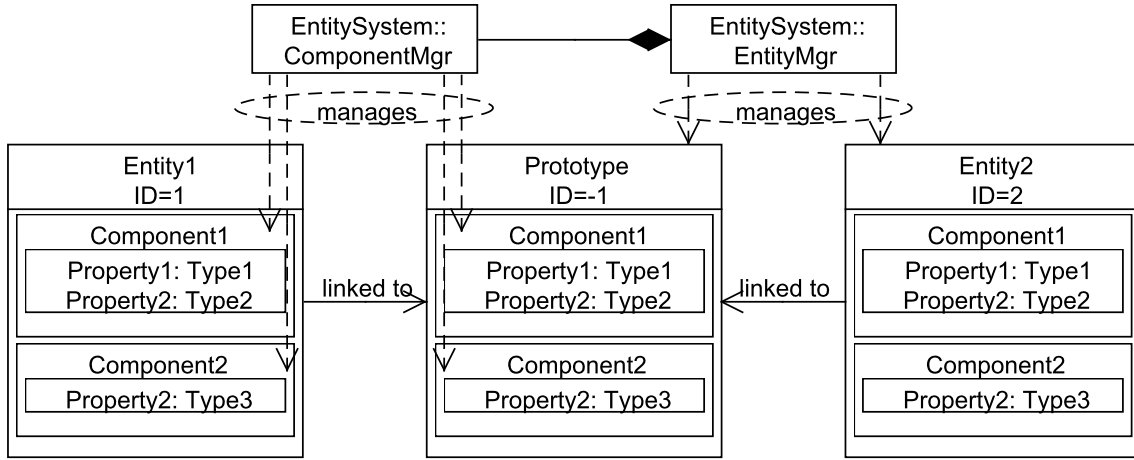 EntitySystem::
ComponentMgr
EntitySystem::
EntityMgr
manages
manages
Entity1
ID=1
Component1
Property1: Type1
Property2: Type2
Component2
Property2: Type3
linked to
Prototype
ID=-1
Component1
Property1: Type1
Property2: Type2
Component2
Property2: Type3
linked to
Entity2
ID=2
Component1
Property1: Type1
Property2: Type2
Component2
Property2: Type3